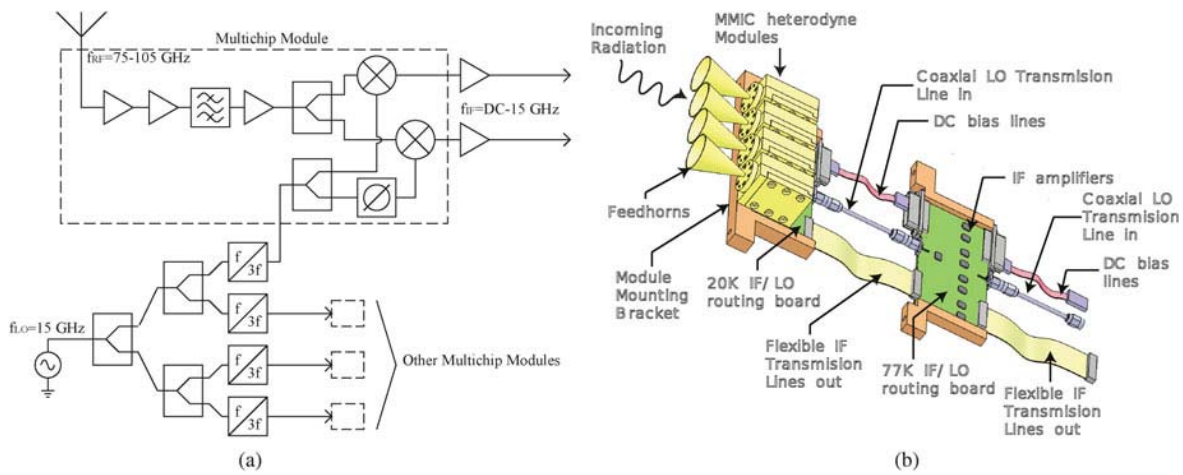 Multichip Module
fRF=75-105 GHz
fIF=DC-15 GHz
f
3f
f
3f
fLO=15 GHz
f
3f
f
3f
Other Multichip Modules
(a)
Incoming
Radiation
MMIC heterodyne
Modules
Coaxial LO Transmision
Line in
DC bias lines
IF amplifiers
Coaxial LO
Transmision
Line in
Feedhorns
DC bias
lines
Module
Mounting
Bracket
20K IF/ LO
routing board
Flexible IF
Transmision
Lines out
77K IF/ LO
routing board
Flexible IF
Transmision
Lines out
(b)